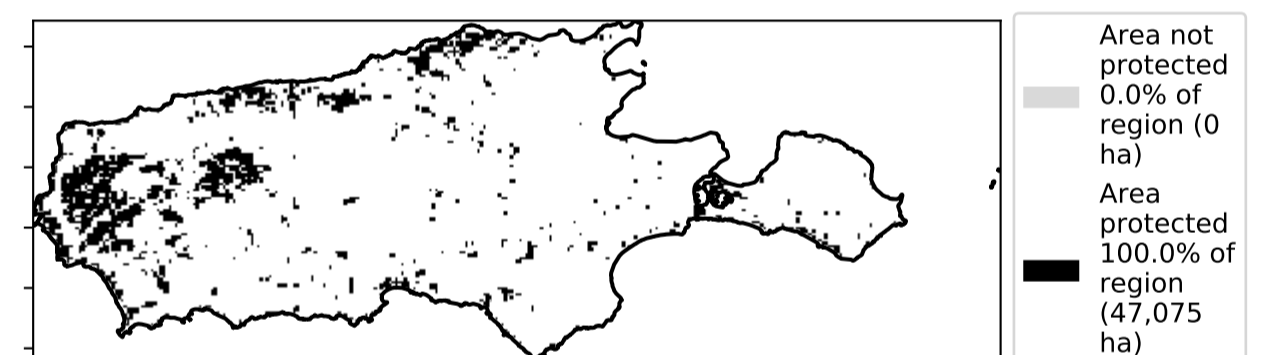 Area not
protected
0.0% of
region (0
ha)
Area
protected
100.0% of
region
(47,075
ha)